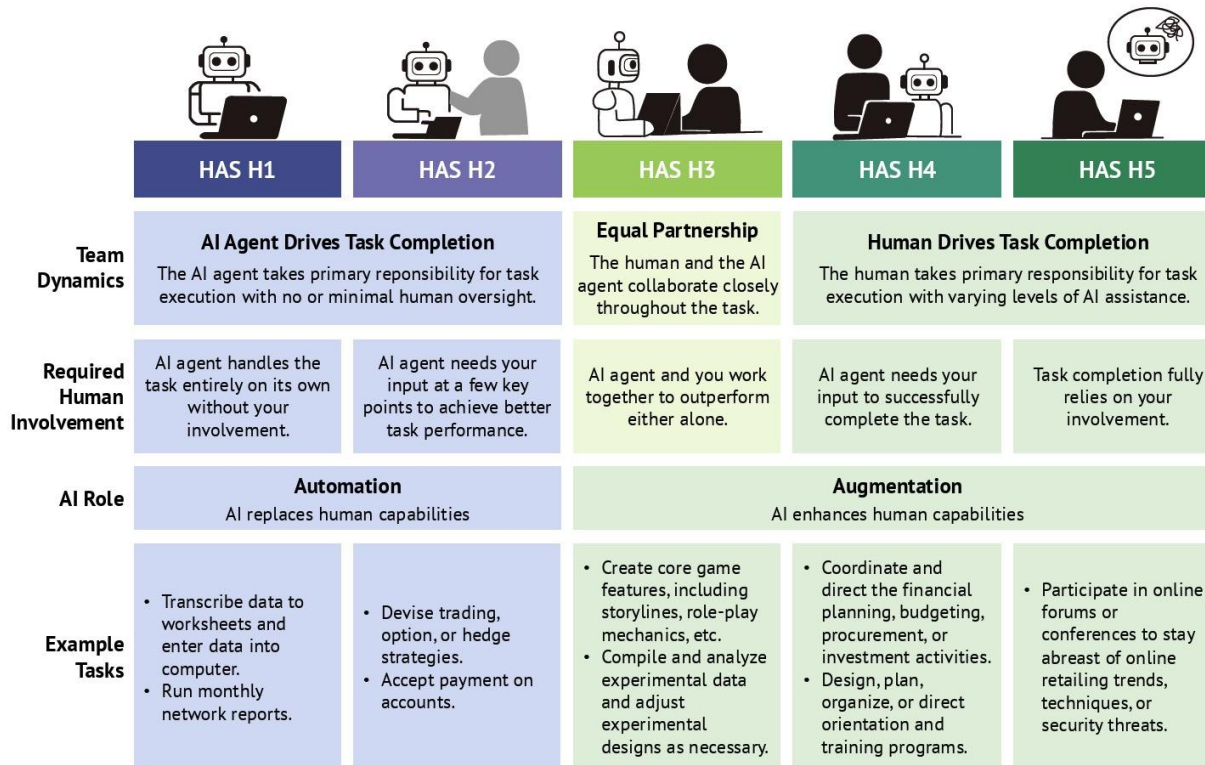 HAS H1
HAS H2
HAS H3
HAS H4
HAS H5
Team
Dynamics
AI Agent Drives Task Completion
The AI agent takes primary reponsibility for task
execution with no or minimal human oversight.
Equal Partnership
The human and the AI
agent collaborate closely
throughout the task.
Human Drives Task Completion
The human takes primary responsibility for task
execution with varying levels of AI assistance.
Required
Human
Involvement
AI agent handles the
task entirely on its own
without your
involvement.
AI agent needs your
input at a few key
points to achieve better
task performance.
AI agent and you work
together to outperform
either alone.
AI agent needs your
input to successfully
complete the task.
Task completion fully
relies on your
involvement.
AI Role
Automation
AI replaces human capabilities
Augmentation
AI enhances human capabilities
Example
Tasks
• Transcribe data to
worksheets and
enter data into
computer.
• Run monthly
network reports.
• Devise trading,
option, or hedge
strategies.
• Accept payment on
accounts.
• Create core game
features, including
storylines, role-play
mechanics, etc.
• Compile and analyze
experimental data
and adjust
experimental
designs as necessary.
• Coordinate and
direct the financial
planning, budgeting,
procurement, or
investment activities.
• Design, plan,
organize, or direct
orientation and
training programs.
• Participate in online
forums or
conferences to stay
abreast of online
retailing trends,
techniques, or
security threats.